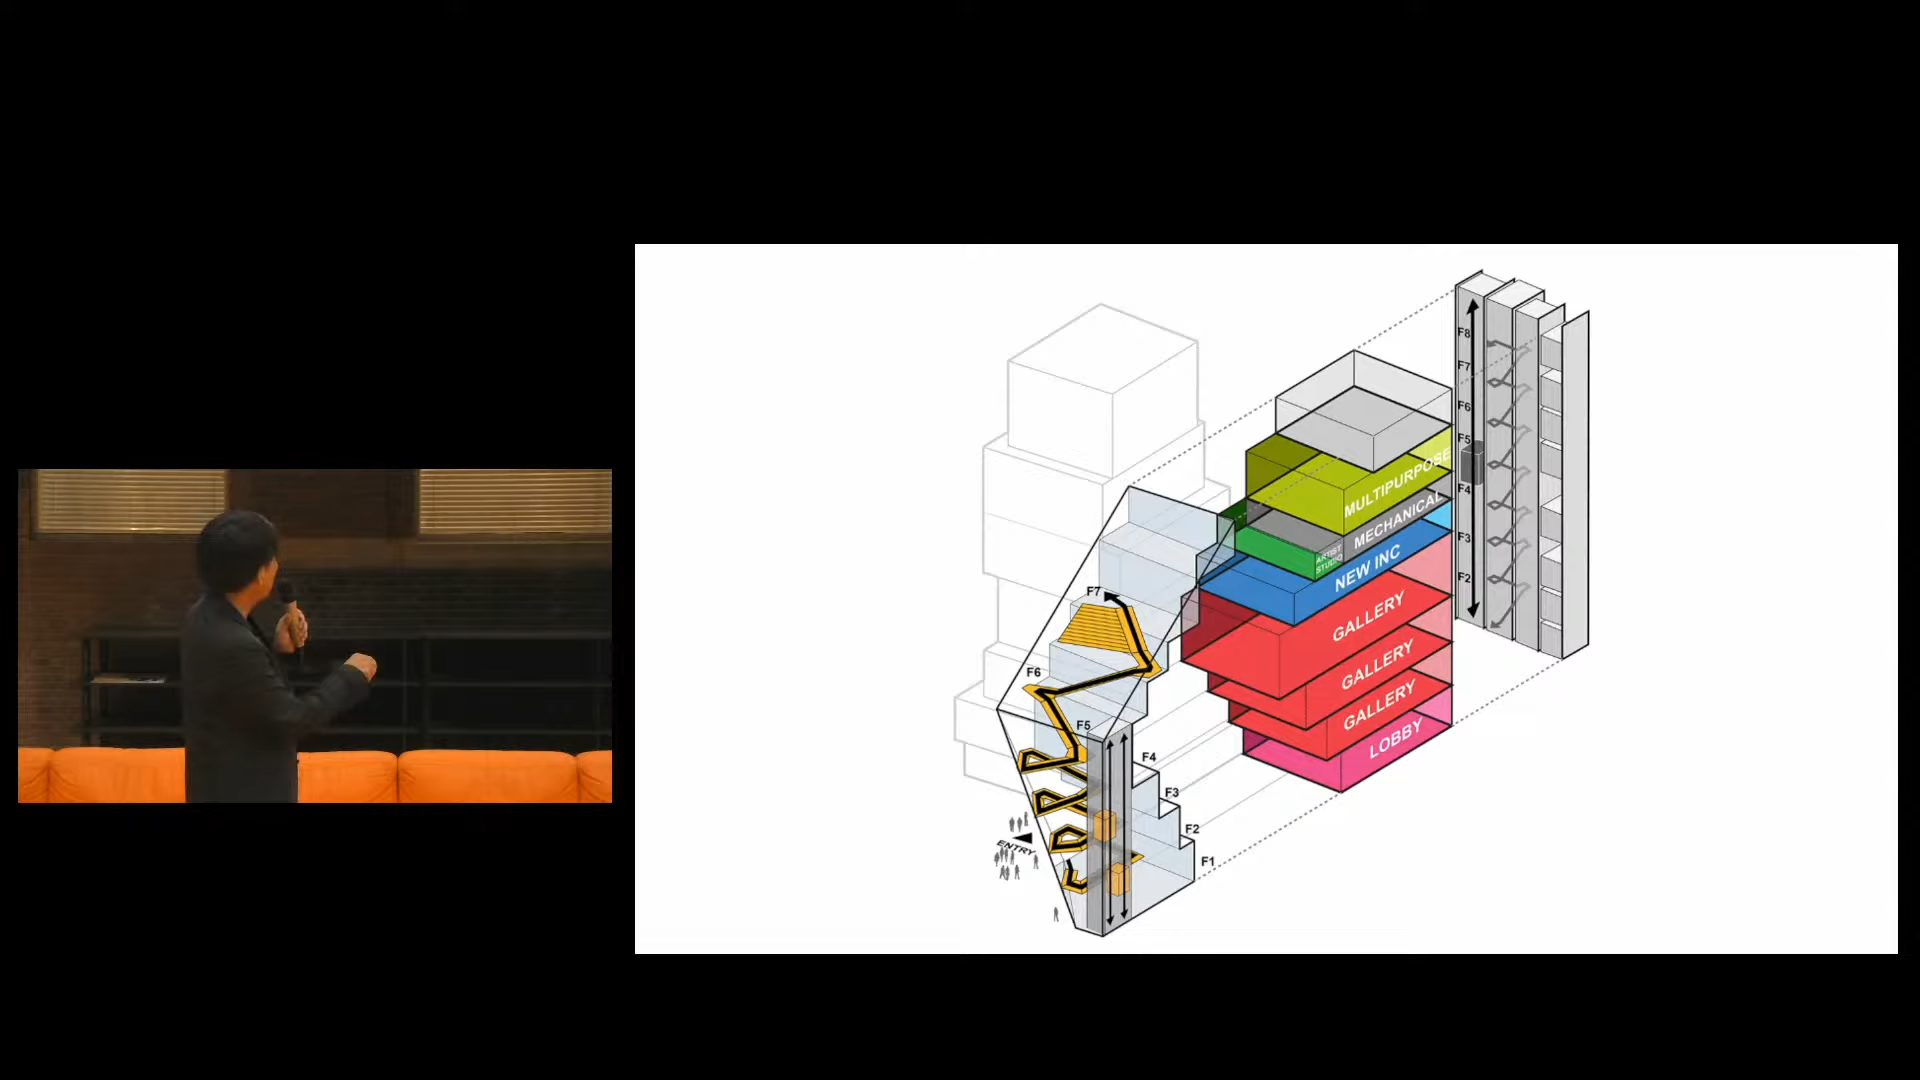 F8
F7
F6
F5
F4
F3
F2
MULTIPURPOSE
MECHANICAL
ARTIST
STUDIO
NEW INC
GALLERY
GALLERY
GALLERY
LOBBY
F7
F6
F5
F4
F3
F2
F1
ENTRY